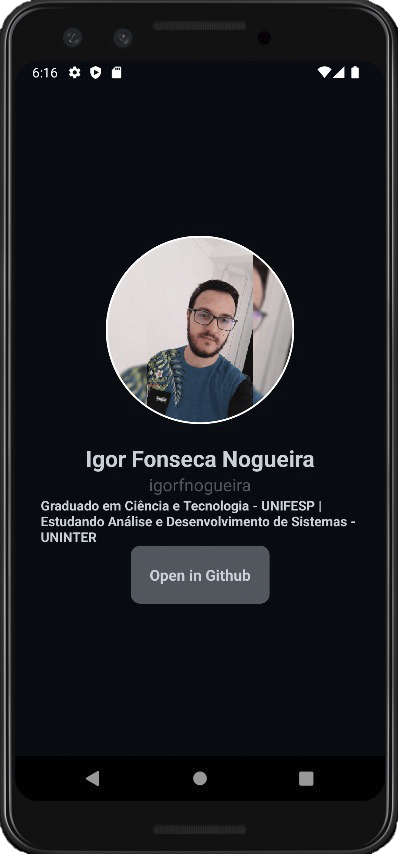 6:16
Igor Fonseca Nogueira
igorfnogueira
Graduado em Ciência e Tecnologia - UNIFESP |
Estudando Análise e Desenvolvimento de Sistemas -
UNINTER
Open in Github